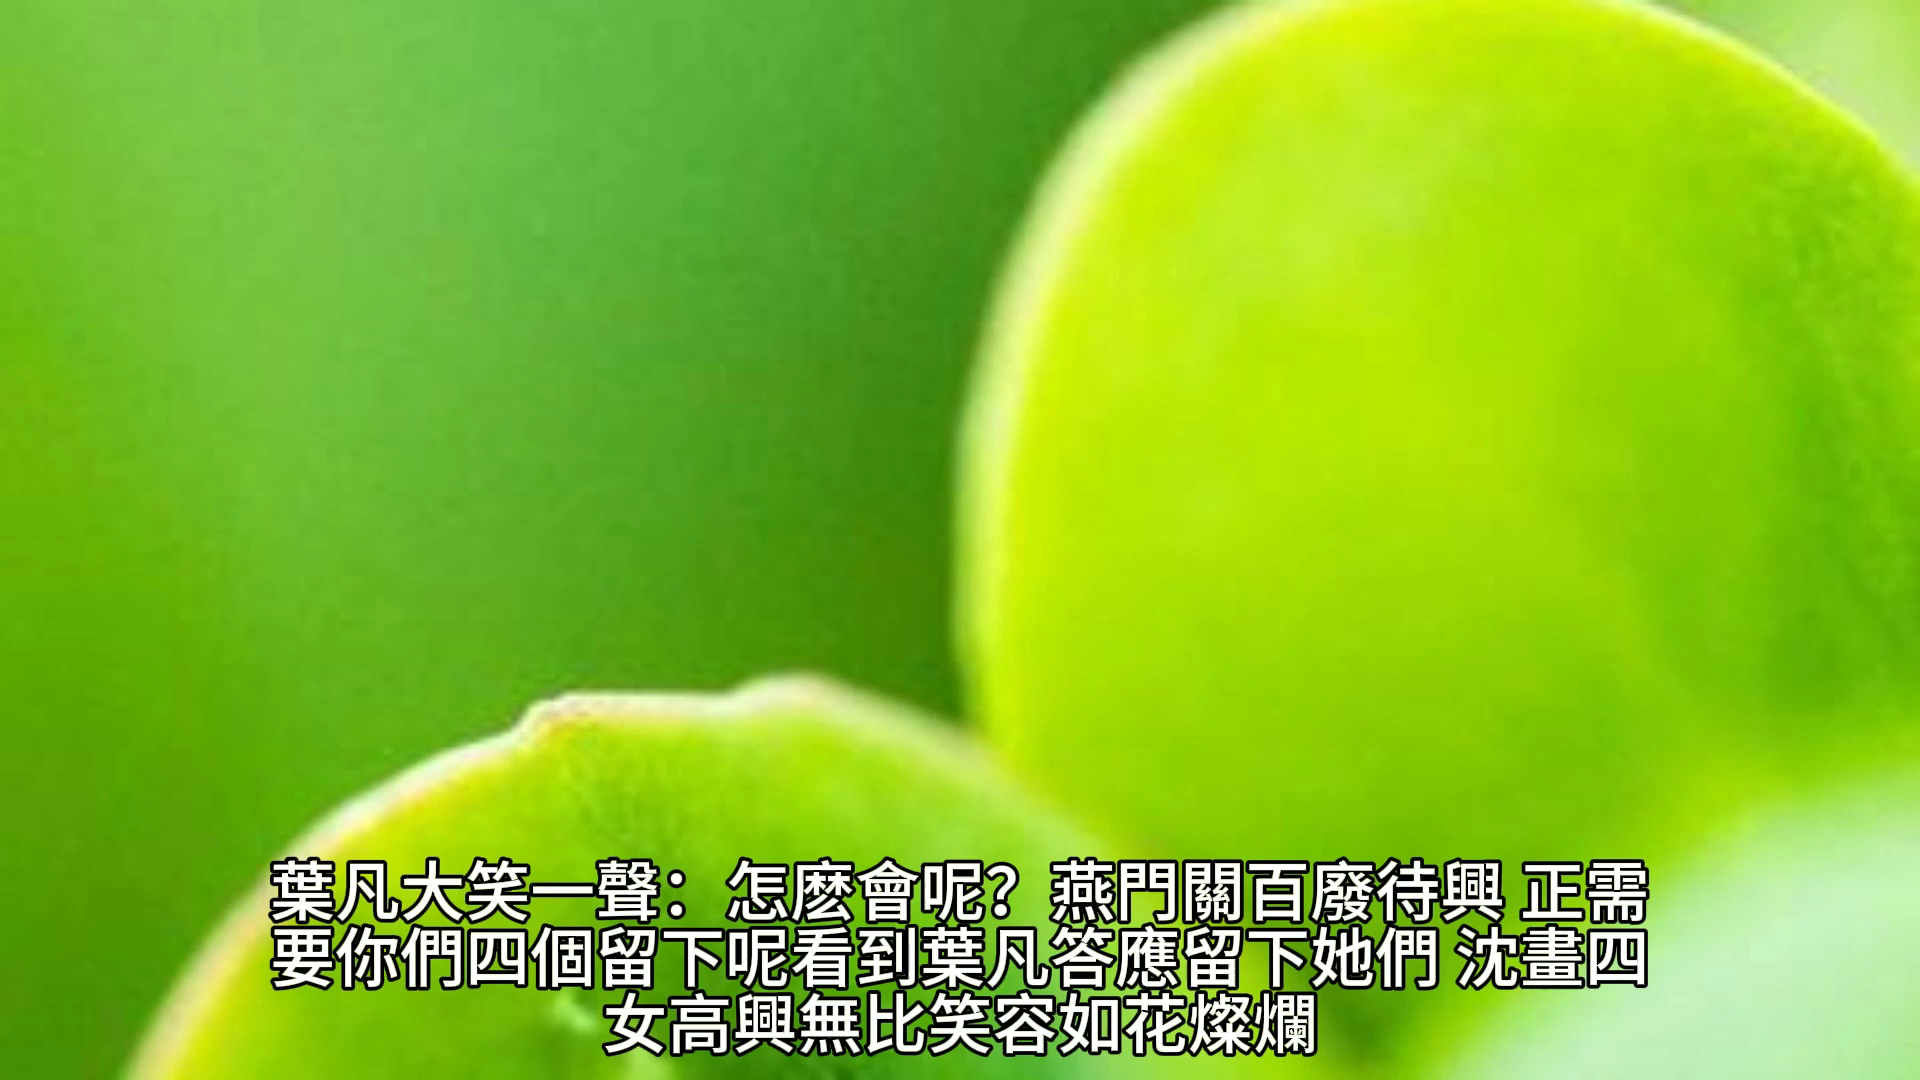 葉凡大笑一聲：怎麽會呢？燕門關百廢待興 正需
要你們四個留下呢看到葉凡答應留下她們 沈畫四
女高興無比笑容如花燦爛